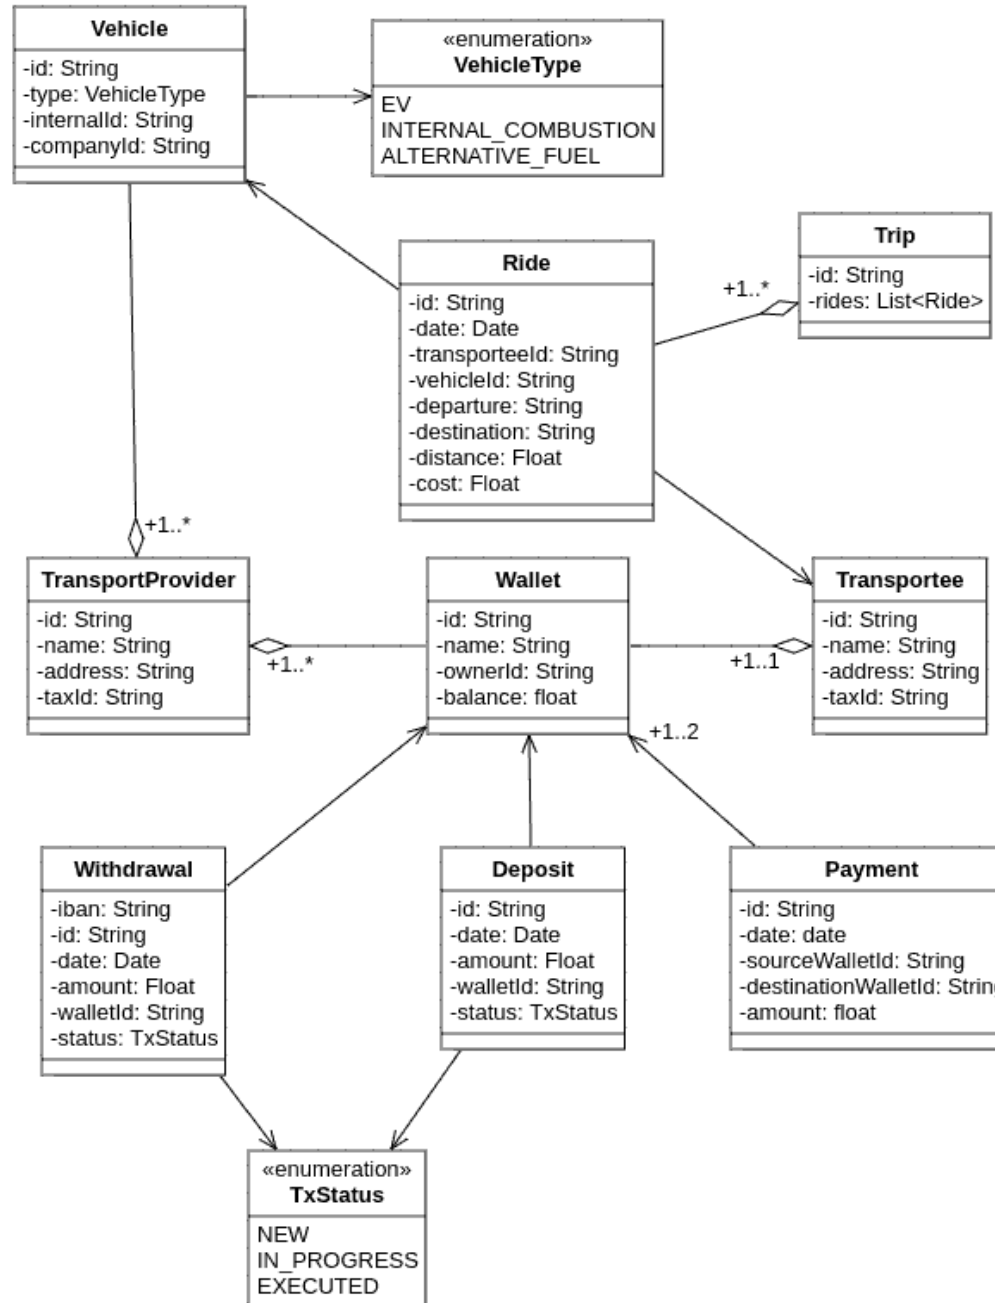 Vehicle
-id: String
-type: VehicleType
-internalId: String
-companyId: String
«enumeration»
VehicleType
EV
INTERNAL_COMBUSTION
ALTERNATIVE_FUEL
Trip
-id: String
-rides: List<Ride>
+1..*
Ride
-id: String
-date: Date
-transporteeId: String
-vehicleId: String
-departure: String
-destination: String
-distance: Float
-cost: Float
+1..*
TransportProvider
-id: String
-name: String
-address: String
-taxId: String
+1..*
Wallet
-id: String
-name: String
-ownerId: String
-balance: float
+1..1
Transportee
-id: String
-name: String
-address: String
-taxId: String
+1..2
Withdrawal
-iban: String
-id: String
-date: Date
-amount: Float
-walletId: String
-status: TxStatus
Deposit
-id: String
-date: Date
-amount: Float
-walletId: String
-status: TxStatus
Payment
-id: String
-date: date
-sourceWalletId: String
-destinationWalletId: String
-amount: float
«enumeration»
TxStatus
NEW
IN_PROGRESS
EXECUTED